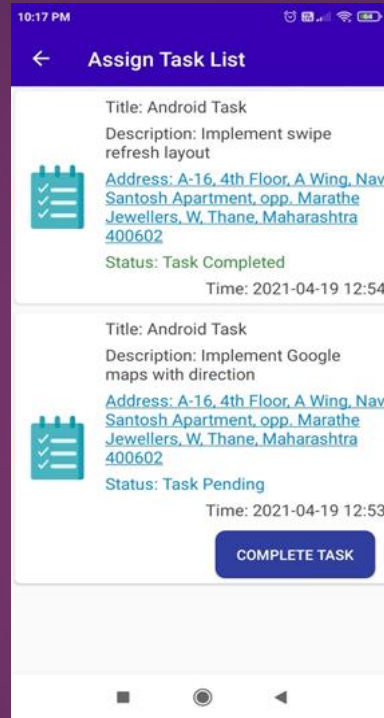 10:17 PM
Assign Task List
Title: Android Task
Description: Implement swipe
refresh layout
Address: A-16, 4th Floor, A Wing, Nav
Santosh Apartment, opp. Marathe
Jewellers, W, Thane, Maharashtra
400602
Status: Task Completed
Time: 2021-04-19 12:54
Title: Android Task
Description: Implement Google
maps with direction
Address: A-16, 4th Floor, A Wing, Nav
Santosh Apartment, opp. Marathe
Jewellers, W, Thane, Maharashtra
400602
Status: Task Pending
Time: 2021-04-19 12:53
COMPLETE TASK